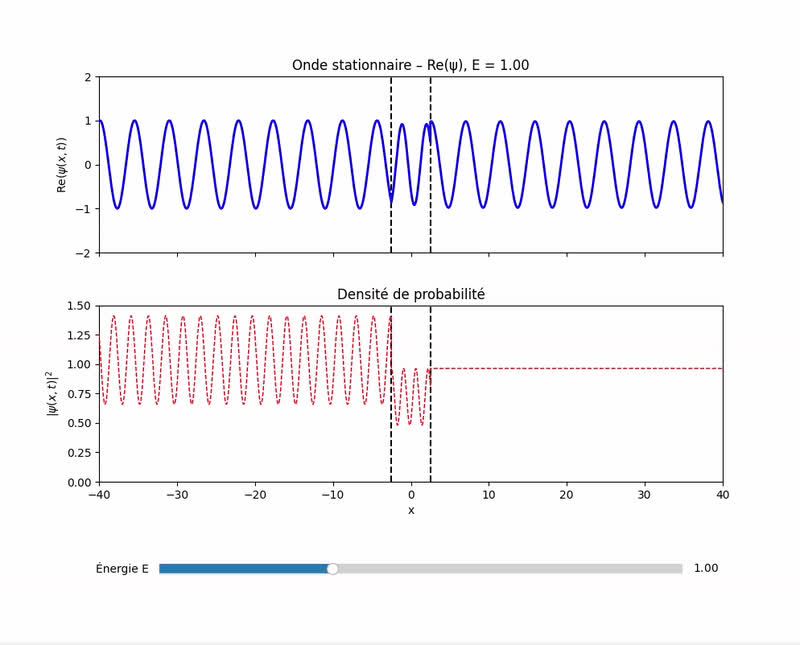 Onde stationnaire – Re(ψ), E = 1.00
2
1
0
−1
−2
Re(ψ(x, t))
Densité de probabilité
1.50
1.25
1.00
0.75
0.50
0.25
0.00
|ψ(x, t)|²
−40 −30 −20 −10 0 10 20 30 40
x
Énergie E 1.00